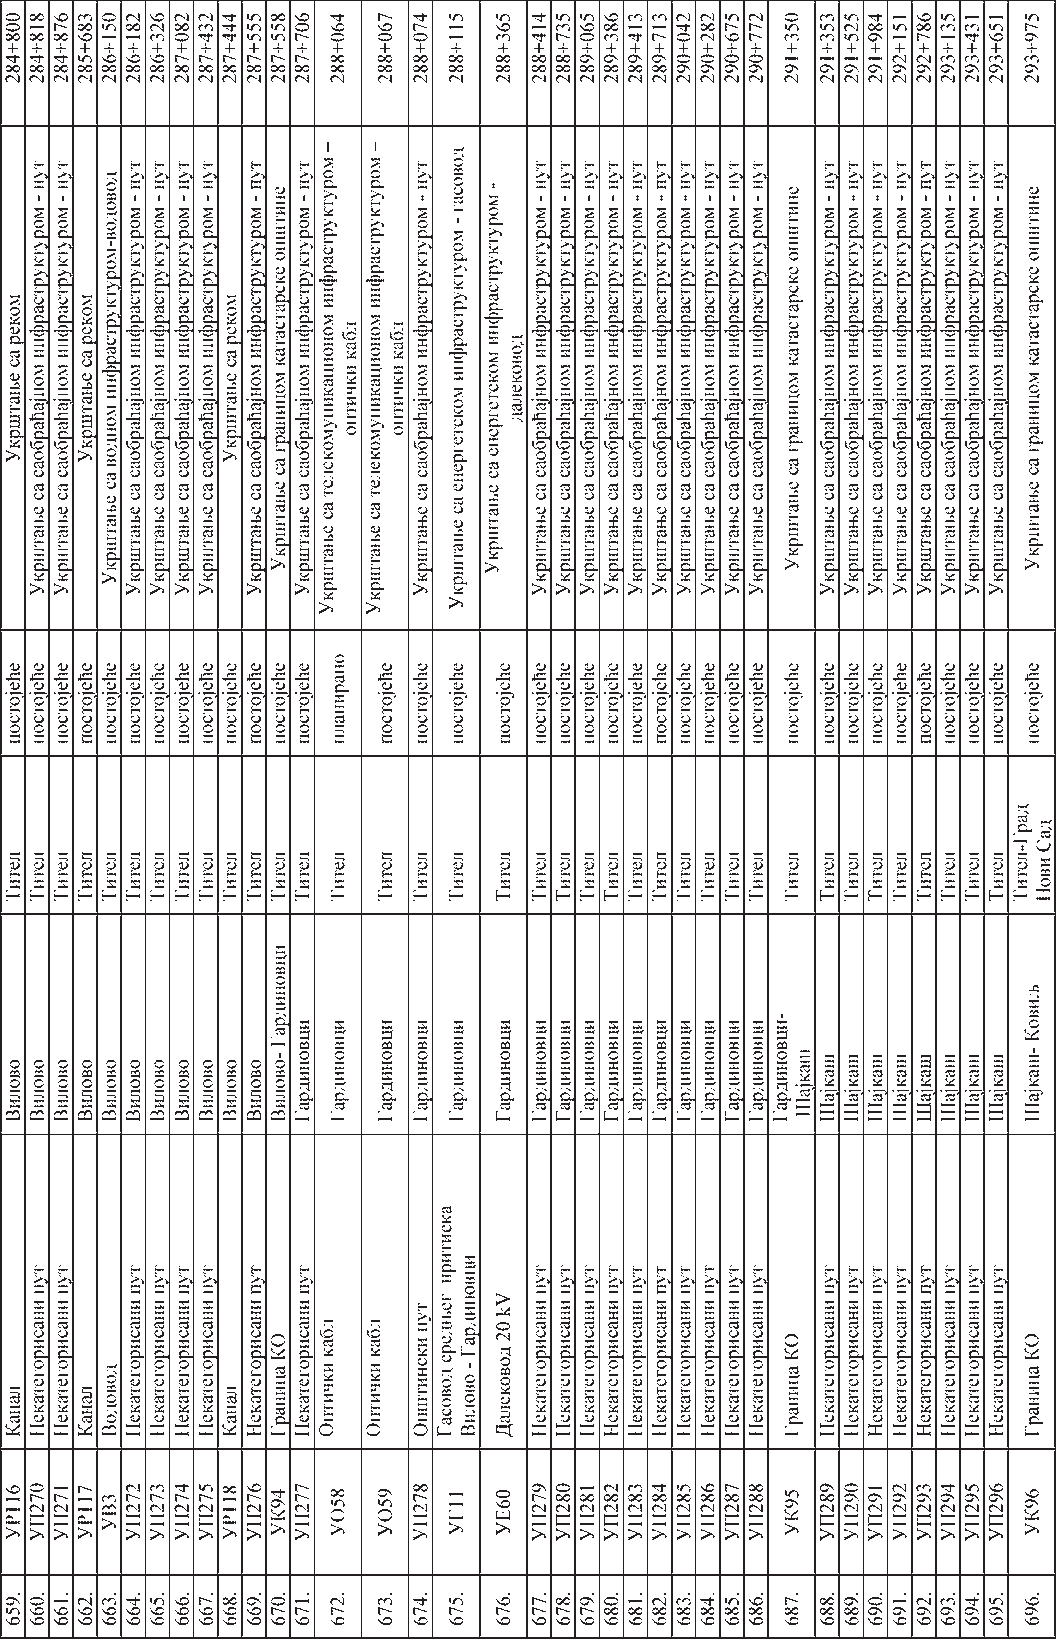 659. УР116 Канал Вилово Тител постојеће Укрштање са реком 284+800
660. УП270 Некатегорисани пут Вилово Тител постојеће Укрштање са саобраћајном инфраструктуром - пут 284+818
661. УП271 Некатегорисани пут Вилово Тител постојеће Укрштање са саобраћајном инфраструктуром - пут 284+876
662. УР117 Канал Вилово Тител постојеће Укрштање са реком 285+683
663. УВ3 Водовод Вилово Тител постојеће Укрштање са водном инфраструктуром-водовод 286+150
664. УП272 Некатегорисани пут Вилово Тител постојеће Укрштање са саобраћајном инфраструктуром - пут 286+182
665. УП273 Некатегорисани пут Вилово Тител постојеће Укрштање са саобраћајном инфраструктуром - пут 286+326
666. УП274 Некатегорисани пут Вилово Тител постојеће Укрштање са саобраћајном инфраструктуром - пут 287+082
667. УП275 Некатегорисани пут Вилово Тител постојеће Укрштање са саобраћајном инфраструктуром - пут 287+432
668. УР118 Канал Вилово Тител постојеће Укрштање са реком 287+444
669. УП276 Некатегорисани пут Вилово Тител постојеће Укрштање са саобраћајном инфраструктуром - пут 287+555
670. УК94 Граница КО Вилово- Гардиновци Тител постојеће Укрштање са границом катастарске општине 287+558
671. УП277 Некатегорисани пут Гардиновци Тител постојеће Укрштање са саобраћајном инфраструктуром - пут 287+706
672. УО58 Оптички кабл Гардиновци Тител планирано Укрштање са телекомуникационом инфраструктуром –
оптички кабл 288+064
673. УО59 Оптички кабл Гардиновци Тител постојеће Укрштање са телекомуникационом инфраструктуром –
оптички кабл 288+067
674. УП278 Општински пут Гардиновци Тител постојеће Укрштање са саобраћајном инфраструктуром - пут 288+074
675. УГ11 Гасовод средњег притиска
Вилово - Гардиновци Гардиновци Тител постојеће Укрштање са енергетском инфраструктуром - гасовод 288+115
676. УЕ60 Далековод 20 kV Гардиновци Тител постојеће Укрштање са енергетском инфраструктуром -
далековод 288+365
677. УП279 Некатегорисани пут Гардиновци Тител постојеће Укрштање са саобраћајном инфраструктуром - пут 288+414
678. УП280 Некатегорисани пут Гардиновци Тител постојеће Укрштање са саобраћајном инфраструктуром - пут 288+735
679. УП281 Некатегорисани пут Гардиновци Тител постојеће Укрштање са саобраћајном инфраструктуром - пут 289+065
680. УП282 Некатегорисани пут Гардиновци Тител постојеће Укрштање са саобраћајном инфраструктуром - пут 289+386
681. УП283 Некатегорисани пут Гардиновци Тител постојеће Укрштање са саобраћајном инфраструктуром - пут 289+413
682. УП284 Некатегорисани пут Гардиновци Тител постојеће Укрштање са саобраћајном инфраструктуром - пут 289+713
683. УП285 Некатегорисани пут Гардиновци Тител постојеће Укрштање са саобраћајном инфраструктуром - пут 290+042
684. УП286 Некатегорисани пут Гардиновци Тител постојеће Укрштање са саобраћајном инфраструктуром - пут 290+282
685. УП287 Некатегорисани пут Гардиновци Тител постојеће Укрштање са саобраћајном инфраструктуром - пут 290+675
686. УП288 Некатегорисани пут Гардиновци Тител постојеће Укрштање са саобраћајном инфраструктуром - пут 290+772
687. УК95 Граница КО Гардиновци-
Шајкаш Тител постојеће Укрштање са границом катастарске општине 291+350
688. УП289 Некатегорисани пут Шајкаш Тител постојеће Укрштање са саобраћајном инфраструктуром - пут 291+353
689. УП290 Некатегорисани пут Шајкаш Тител постојеће Укрштање са саобраћајном инфраструктуром - пут 291+525
690. УП291 Некатегорисани пут Шајкаш Тител постојеће Укрштање са саобраћајном инфраструктуром - пут 291+984
691. УП292 Некатегорисани пут Шајкаш Тител постојеће Укрштање са саобраћајном инфраструктуром - пут 292+151
692. УП293 Некатегорисани пут Шајкаш Тител постојеће Укрштање са саобраћајном инфраструктуром - пут 292+786
693. УП294 Некатегорисани пут Шајкаш Тител постојеће Укрштање са саобраћајном инфраструктуром - пут 293+135
694. УП295 Некатегорисани пут Шајкаш Тител постојеће Укрштање са саобраћајном инфраструктуром - пут 293+431
695. УП296 Некатегорисани пут Шајкаш Тител постојеће Укрштање са саобраћајном инфраструктуром - пут 293+651
696. УК96 Граница КО Шајкаш- Ковиљ Тител-Град
Нови Сад постојеће Укрштање са границом катастарске општине 293+975